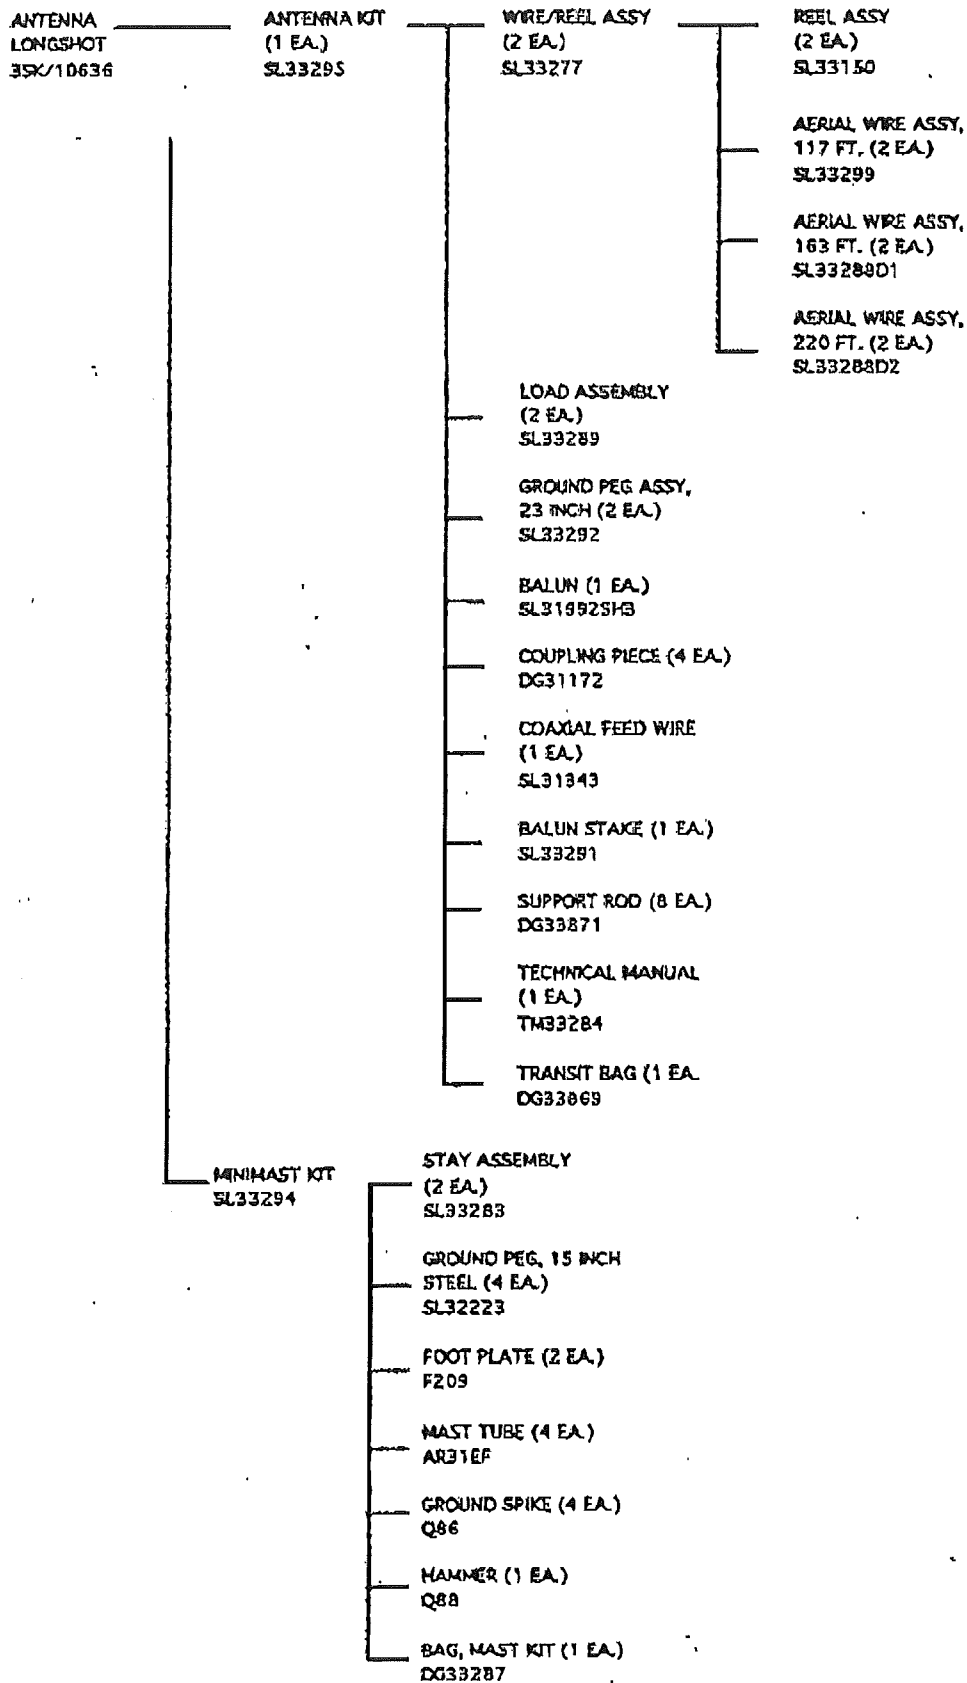 ANTENNA
LONGSHOT
35K/10636
ANTENNA KIT
(1 EA.)
SL33295
WIRE/REEL ASSY
(2 EA.)
SL33277
REEL ASSY
(2 EA.)
SL33150
AERIAL WIRE ASSY,
117 FT. (2 EA.)
SL33299
AERIAL WIRE ASSY,
163 FT. (2 EA.)
SL33288D1
AERIAL WIRE ASSY,
220 FT. (2 EA.)
SL33288D2
LOAD ASSEMBLY
(2 EA.)
SL33289
GROUND PEG ASSY,
23 INCH (2 EA.)
SL33292
BALUN (1 EA.)
SL31992SH3
COUPLING PIECE (4 EA.)
DG31172
COAXIAL FEED WIRE
(1 EA.)
SL31343
BALUN STAKE (1 EA.)
SL33291
SUPPORT ROD (8 EA.)
DG33871
TECHNICAL MANUAL
(1 EA.)
TM33284
TRANSIT BAG (1 EA.
DG33869
MINIMAST KIT
SL33294
STAY ASSEMBLY
(2 EA.)
SL33283
GROUND PEG, 15 INCH
STEEL (4 EA.)
SL32223
FOOT PLATE (2 EA.)
F209
MAST TUBE (4 EA.)
AR31EF
GROUND SPIKE (4 EA.)
Q86
HAMMER (1 EA.)
Q88
BAG, MAST KIT (1 EA.)
DG33287